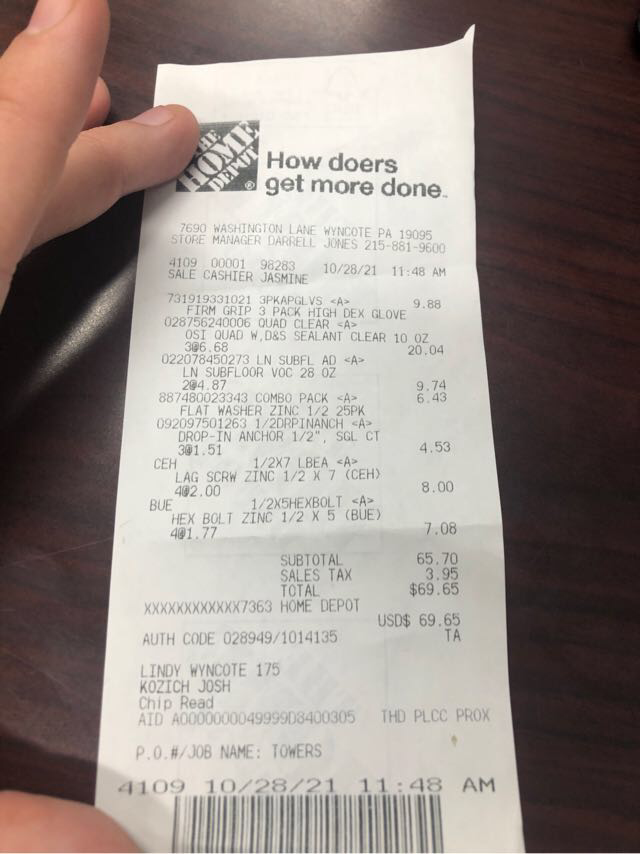 THE
HOME
DEPOT
®
How doers
get more done™
7690 WASHINGTON LANE WYNCOTE PA 19095
STORE MANAGER DARRELL JONES 215-881-9600
4109 00001 98283 10/28/21 11:48 AM
SALE CASHIER JASMINE
731919331021 3PKAPGLVS <A> 9.88
FIRM GRIP 3 PACK HIGH DEX GLOVE
028756240006 QUAD CLEAR <A>
OSI QUAD W,D&S SEALANT CLEAR 10 OZ
3@6.68 20.04
022078450273 LN SUBFL AD <A>
LN SUBFLOOR VOC 28 OZ
2@4.87 9.74
887480023343 COMBO PACK <A> 6.43
FLAT WASHER ZINC 1/2 25PK
092097501263 1/2DRPINANCH <A>
DROP-IN ANCHOR 1/2", SGL CT
3@1.51 4.53
CEH 1/2X7 LBEA <A>
LAG SCRW ZINC 1/2 X 7 (CEH)
4@2.00 8.00
BUE 1/2X5HEXBOLT <A>
HEX BOLT ZINC 1/2 X 5 (BUE)
4@1.77 7.08
SUBTOTAL 65.70
SALES TAX 3.95
TOTAL $69.65
XXXXXXXXXXXX7363 HOME DEPOT
USD$ 69.65
AUTH CODE 028949/1014135 TA
LINDY WYNCOTE 175
KOZICH JOSH
Chip Read
AID A0000000049999D8400305 THD PLCC PROX
P.O.#/JOB NAME: TOWERS
4109 10/28/21 11:48 AM